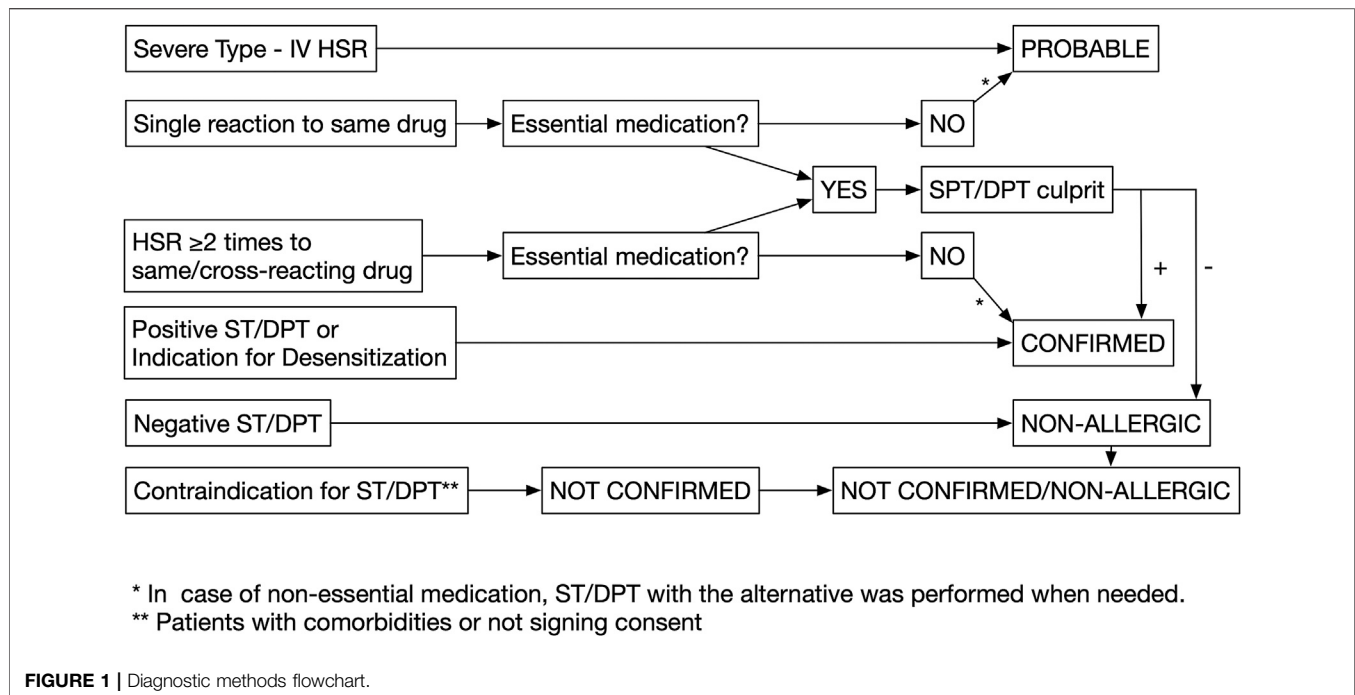 Severe Type - IV HSR
PROBABLE
*
Single reaction to same drug
Essential medication?
NO
YES
SPT/DPT culprit
HSR ≥2 times to
same/cross-reacting drug
Essential medication?
NO
+
-
*
Positive ST/DPT or
Indication for Desensitization
CONFIRMED
Negative ST/DPT
NON-ALLERGIC
Contraindication for ST/DPT**
NOT CONFIRMED
NOT CONFIRMED/NON-ALLERGIC
* In case of non-essential medication, ST/DPT with the alternative was performed when needed.
** Patients with comorbidities or not signing consent
FIGURE 1 | Diagnostic methods flowchart.